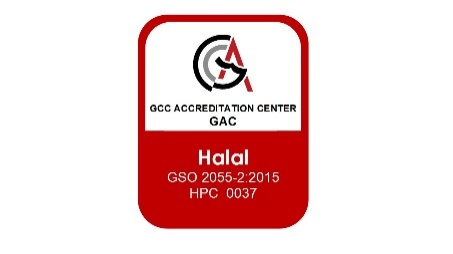 GCC ACCREDITATION CENTER
GAC
Halal
GSO 2055-2:2015
HPC 0037